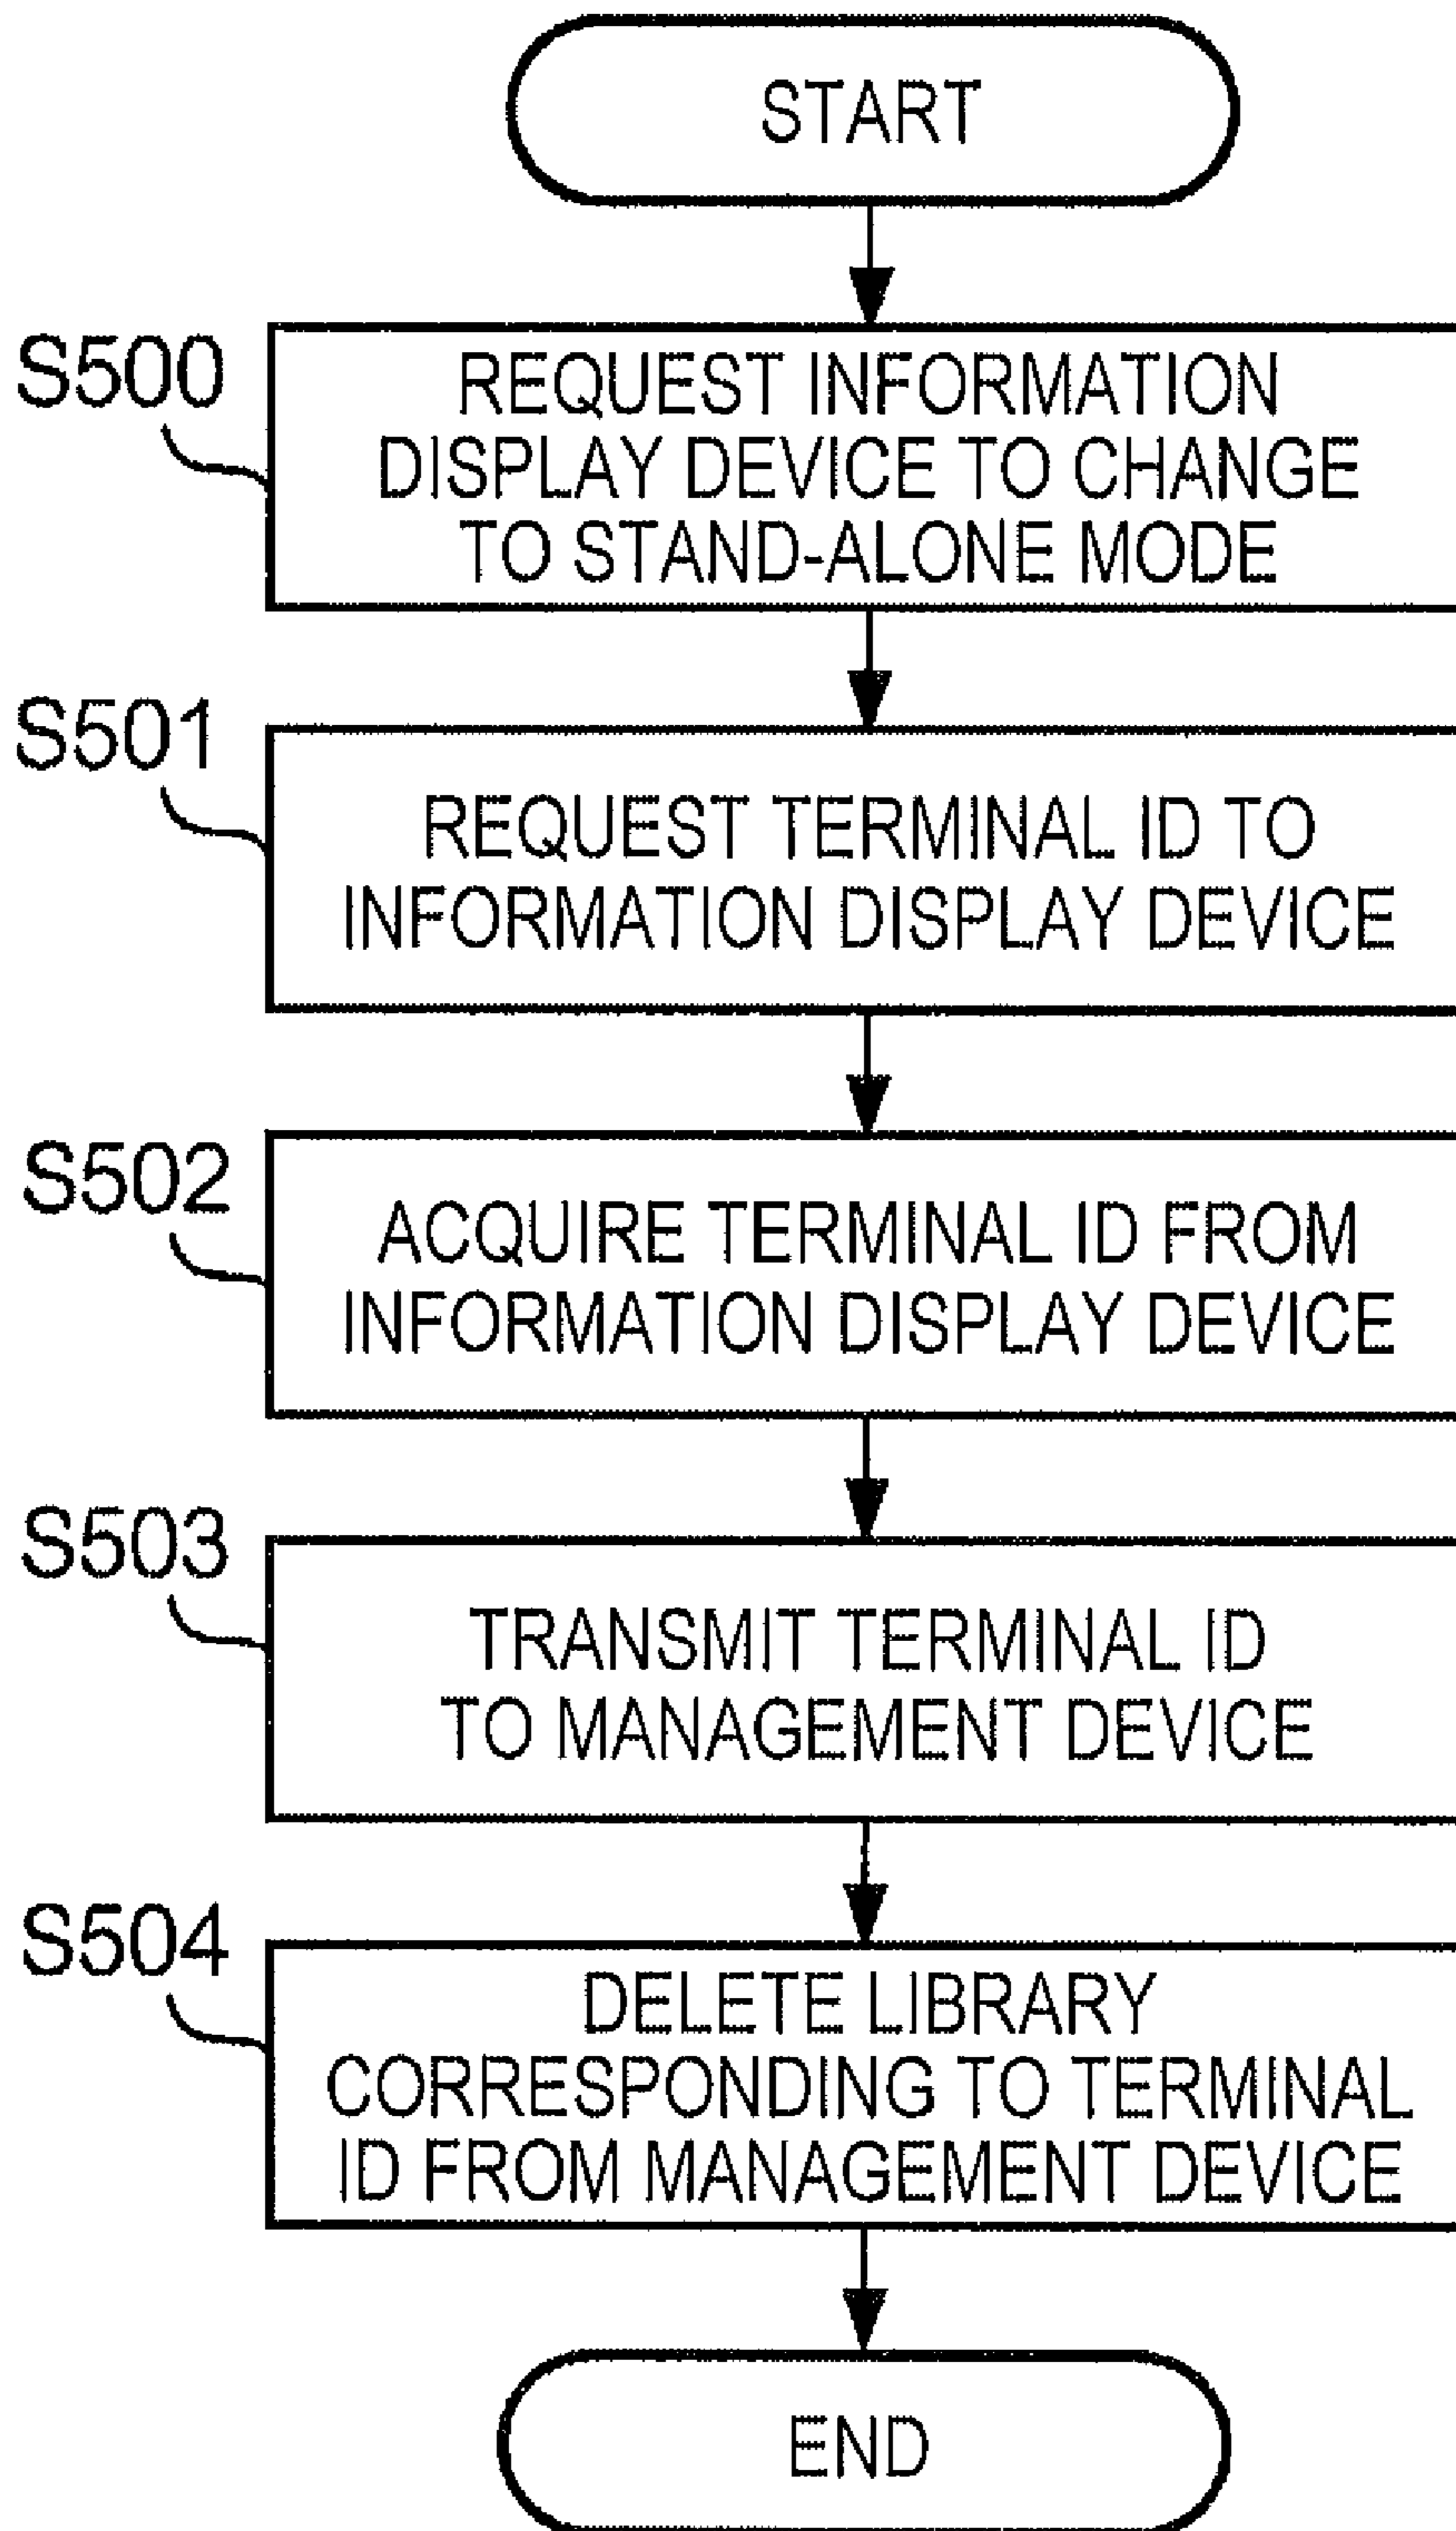 START
S500
REQUEST INFORMATION
DISPLAY DEVICE TO CHANGE
TO STAND-ALONE MODE
S501
REQUEST TERMINAL ID TO
INFORMATION DISPLAY DEVICE
S502
ACQUIRE TERMINAL ID FROM
INFORMATION DISPLAY DEVICE
S503
TRANSMIT TERMINAL ID
TO MANAGEMENT DEVICE
S504
DELETE LIBRARY
CORRESPONDING TO TERMINAL
ID FROM MANAGEMENT DEVICE
END